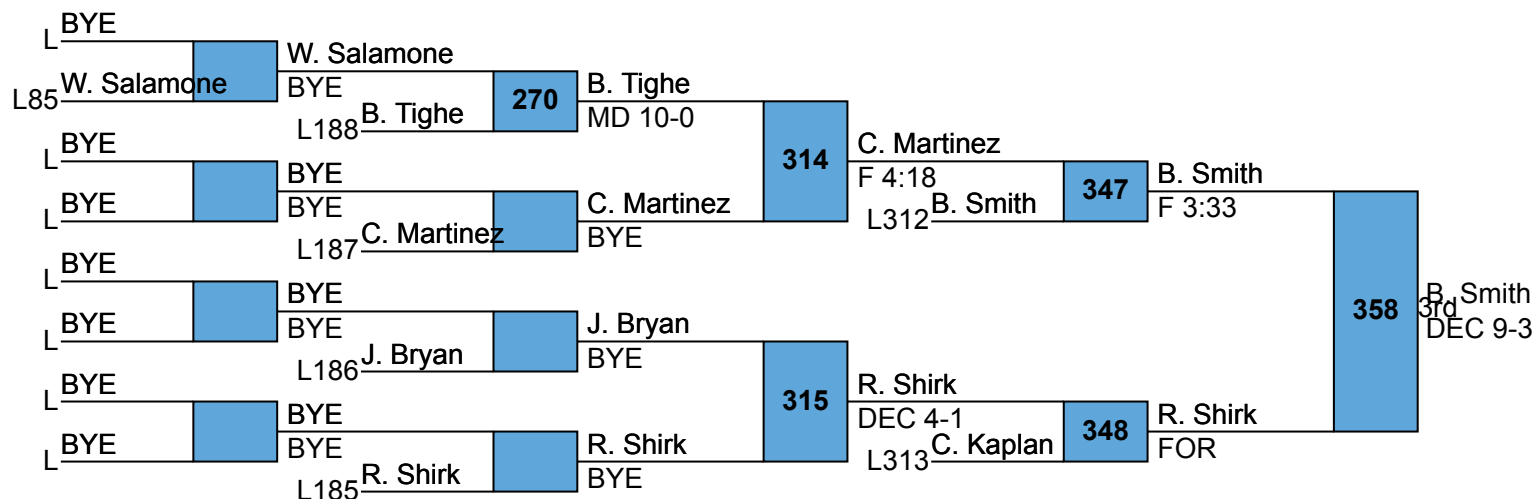 BYE
L
W. Salamone
L85
W. Salamone
BYE
B. Tighe
L188
270
B. Tighe
MD 10-0
BYE
L
BYE
L
BYE
BYE
C. Martinez
L187
C. Martinez
BYE
314
C. Martinez
F 4:18
B. Smith
L312
347
B. Smith
F 3:33
BYE
L
BYE
L
BYE
BYE
J. Bryan
L186
J. Bryan
BYE
BYE
L
BYE
L
BYE
BYE
R. Shirk
L185
R. Shirk
BYE
315
R. Shirk
DEC 4-1
C. Kaplan
L313
348
R. Shirk
FOR
358
B. Smith
3rd
DEC 9-3